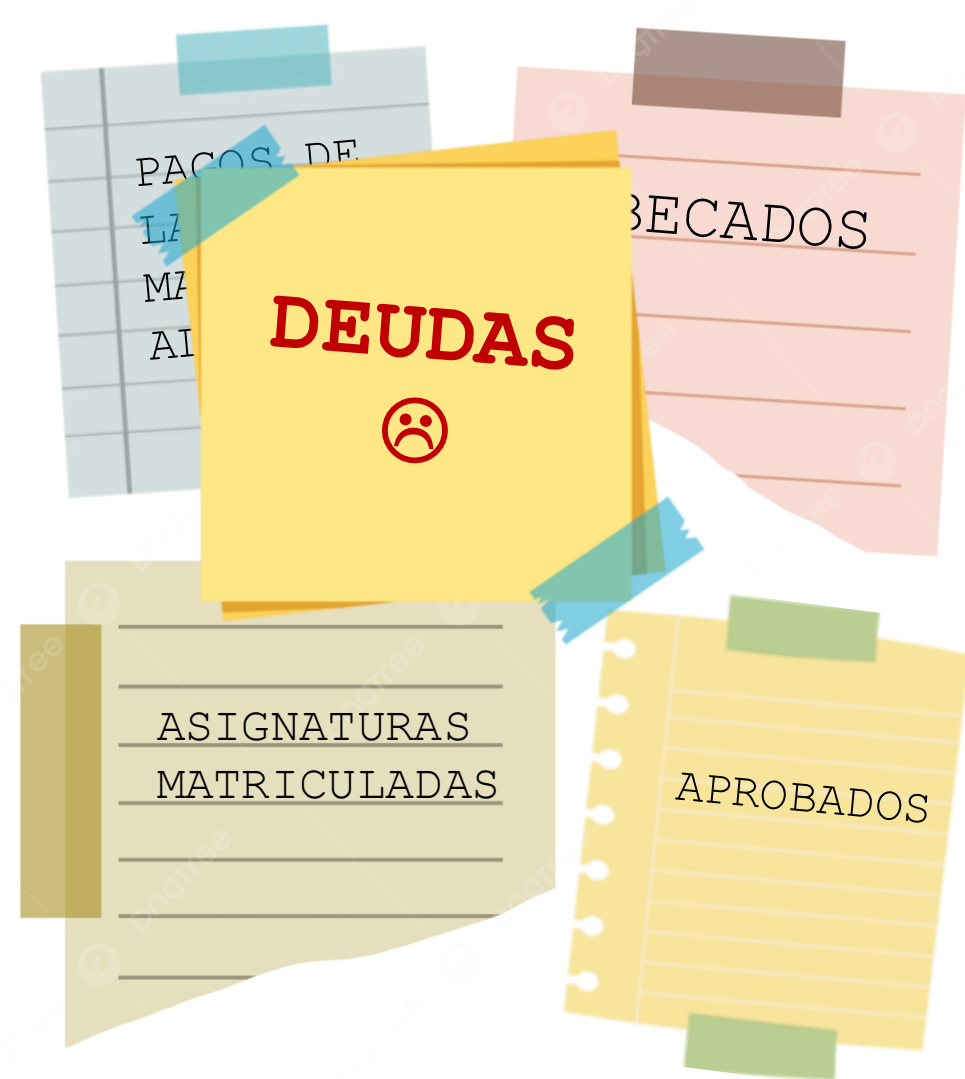 PAGOS DE
BECADOS
DEUDAS
ASIGNATURAS
MATRICULADAS
APROBADOS